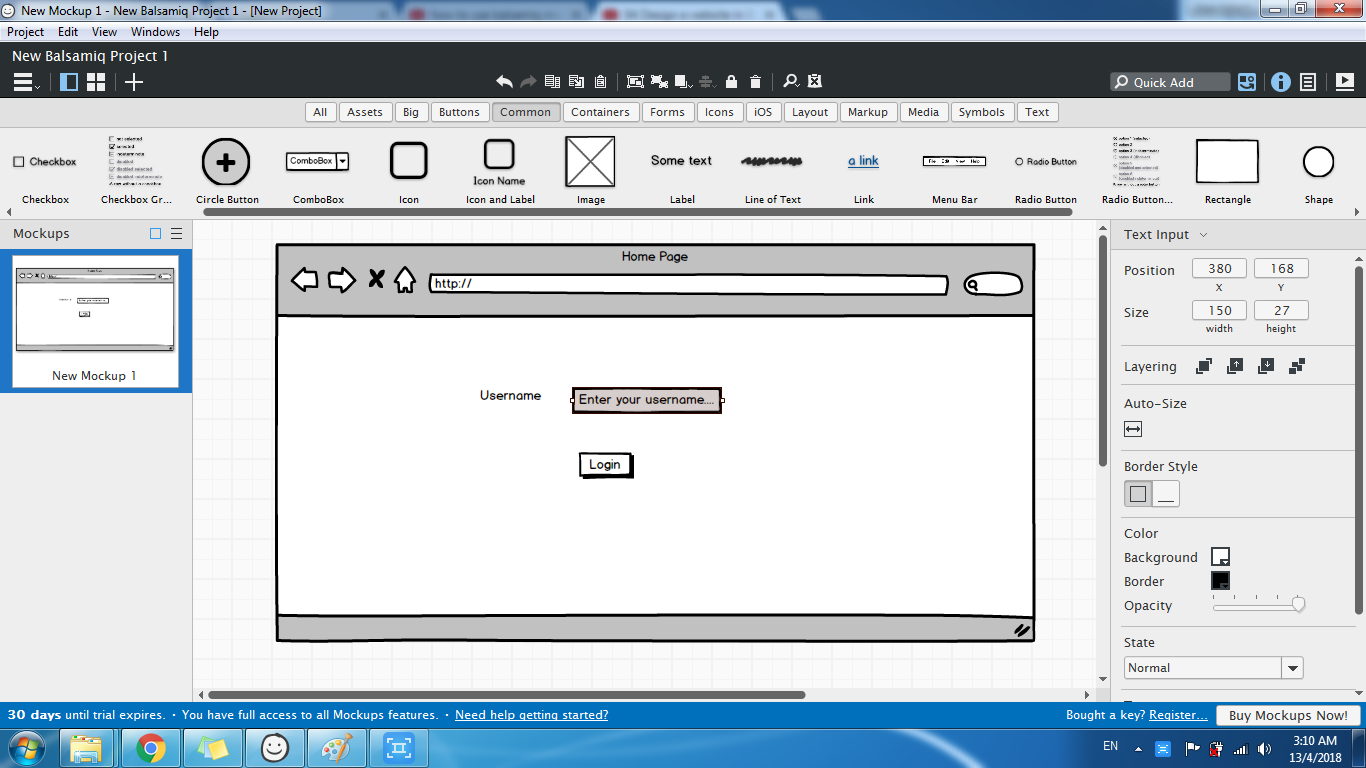 New Mockup 1 - New Balsamiq Project 1 - [New Project]
Project Edit View Windows Help
New Balsamiq Project 1
Quick Add
All Assets Big Buttons Common Containers Forms Icons iOS Layout Markup Media Symbols Text
Checkbox
ComboBox
Icon Name
Some text
a link
File Edit View Help
Radio Button
Checkbox Checkbox Gr... Circle Button ComboBox Icon Icon and Label Image Label Line of Text Link Menu Bar Radio Button Radio Button... Rectangle Shape
Mockups
New Mockup 1
Home Page
http://
Username
Enter your username....
Login
Text Input
Position 380 168
X Y
Size 150 27
width height
Layering
Auto-Size
Border Style
Color
Background
Border
Opacity
State
Normal
30 days until trial expires. · You have full access to all Mockups features. · Need help getting started?
Bought a key? Register... Buy Mockups Now!
EN
3:10 AM
13/4/2018